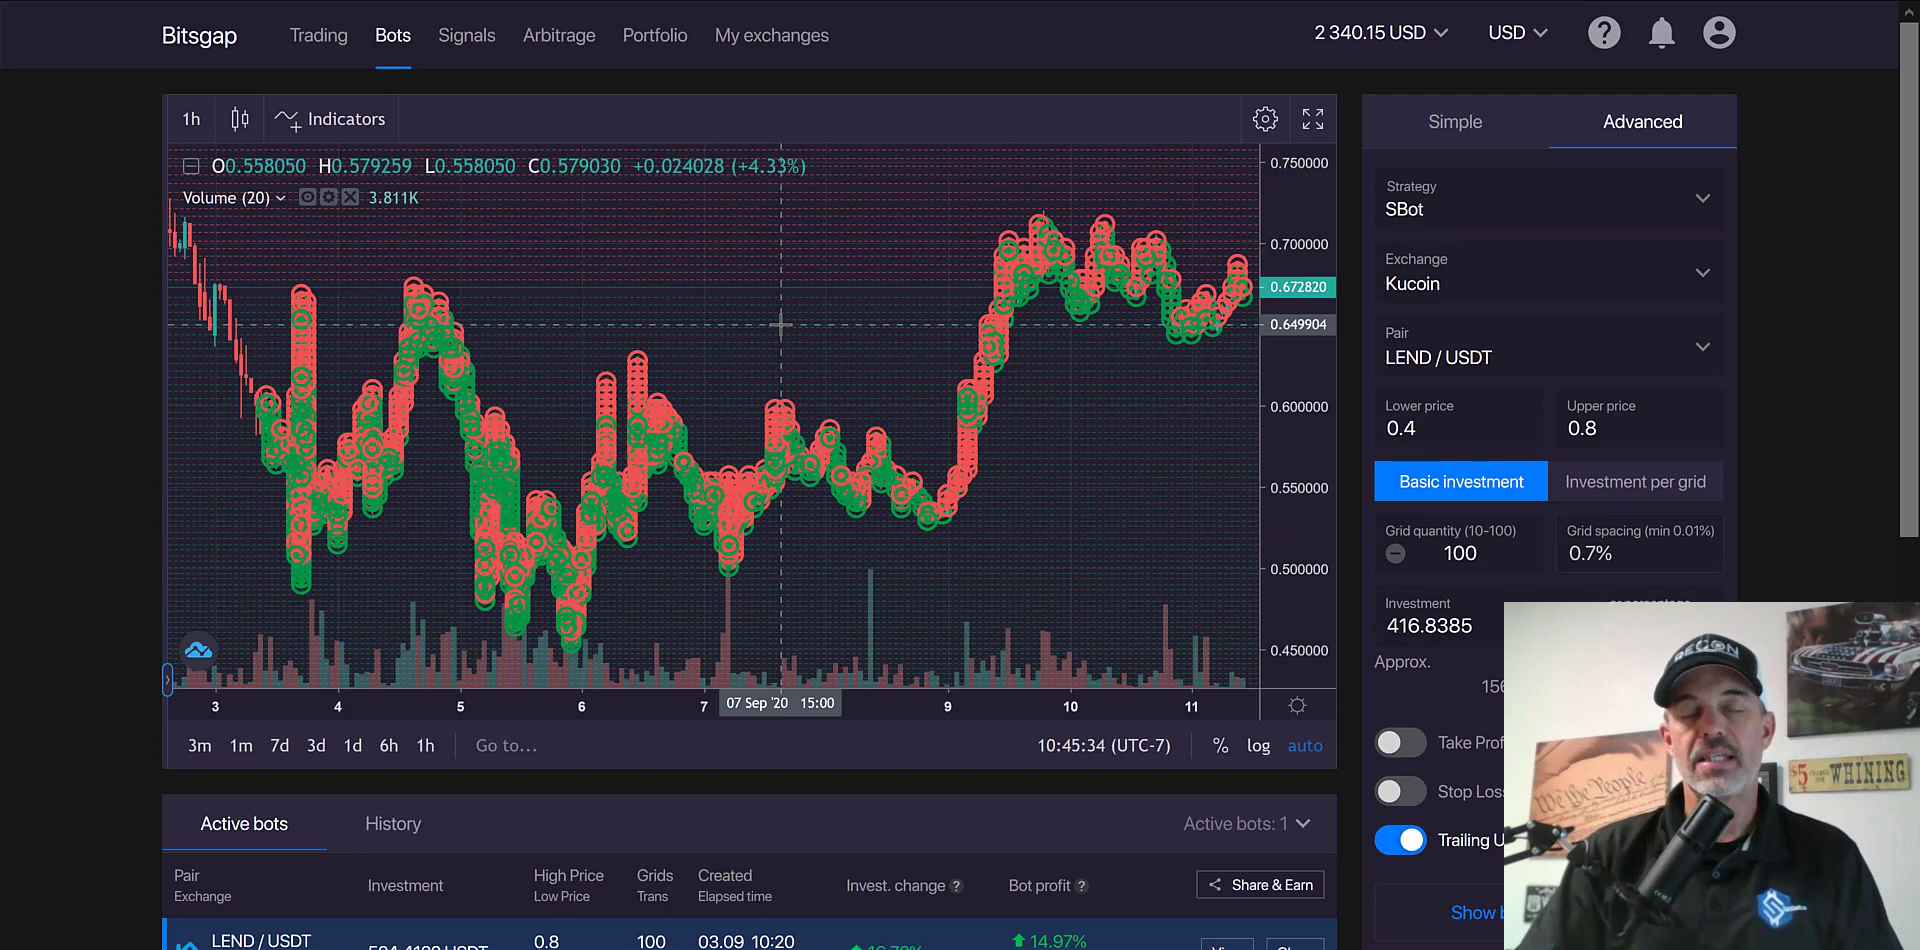 Bitsgap Trading Bots Signals Arbitrage Portfolio My exchanges 2 340.15 USD USD
1h Indicators
O0.558050 H0.579259 L0.558050 C0.579030 +0.024028 (+4.33%)
Volume (20) 3.811K
0.750000
0.700000
0.672820
0.649904
0.600000
0.550000
0.500000
0.450000
3 4 5 6 7 07 Sep '20 15:00 9 10 11
3m 1m 7d 3d 1d 6h 1h Go to... 10:45:34 (UTC-7) % log auto
Simple Advanced
Strategy
SBot
Exchange
Kucoin
Pair
LEND / USDT
Lower price Upper price
0.4 0.8
Basic investment Investment per grid
Grid quantity (10-100) Grid spacing (min 0.01%)
100 0.7%
Investment
416.8385
Approx.
156
Take Prof
Stop Loss
Trailing U
Show b
Active bots History Active bots: 1
Pair Investment High Price Grids Created Invest. change Bot profit Share & Earn
Exchange Low Price Trans Elapsed time
LEND / USDT 0.8 100 03.09 10:20 14.97%
RECON
We the People
$5 WHINING